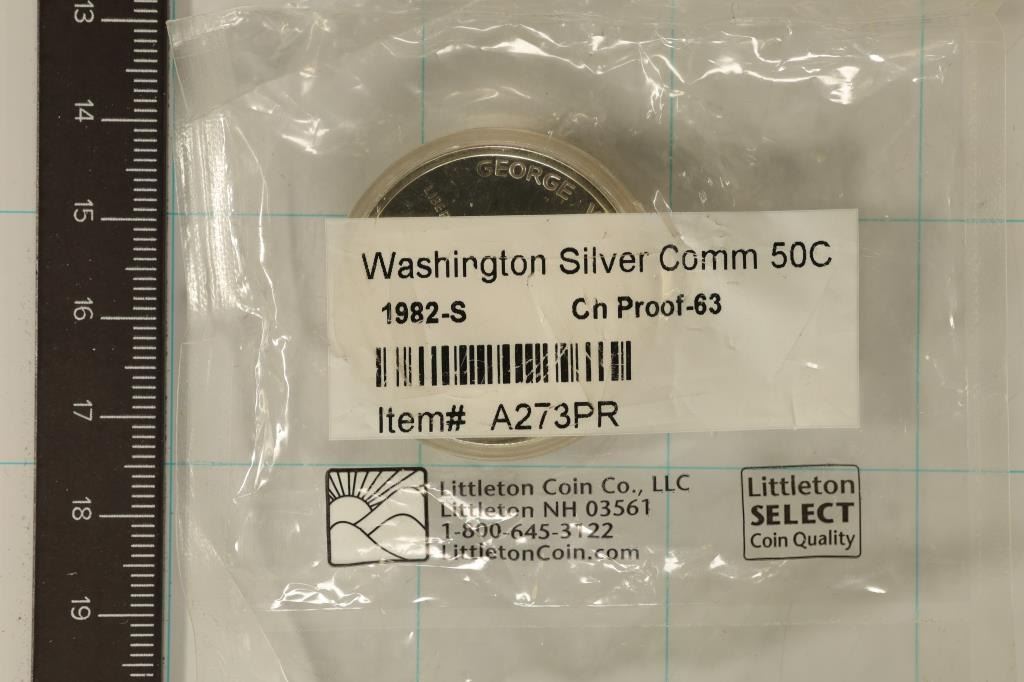 13
14
15
16
17
18
19
GEORGE
Washington Silver Comm 50C
1982-S Ch Proof-63
Item# A273PR
Littleton Coin Co., LLC
Littleton NH 03561
1-800-645-3122
LittletonCoin.com
Littleton
SELECT
Coin Quality